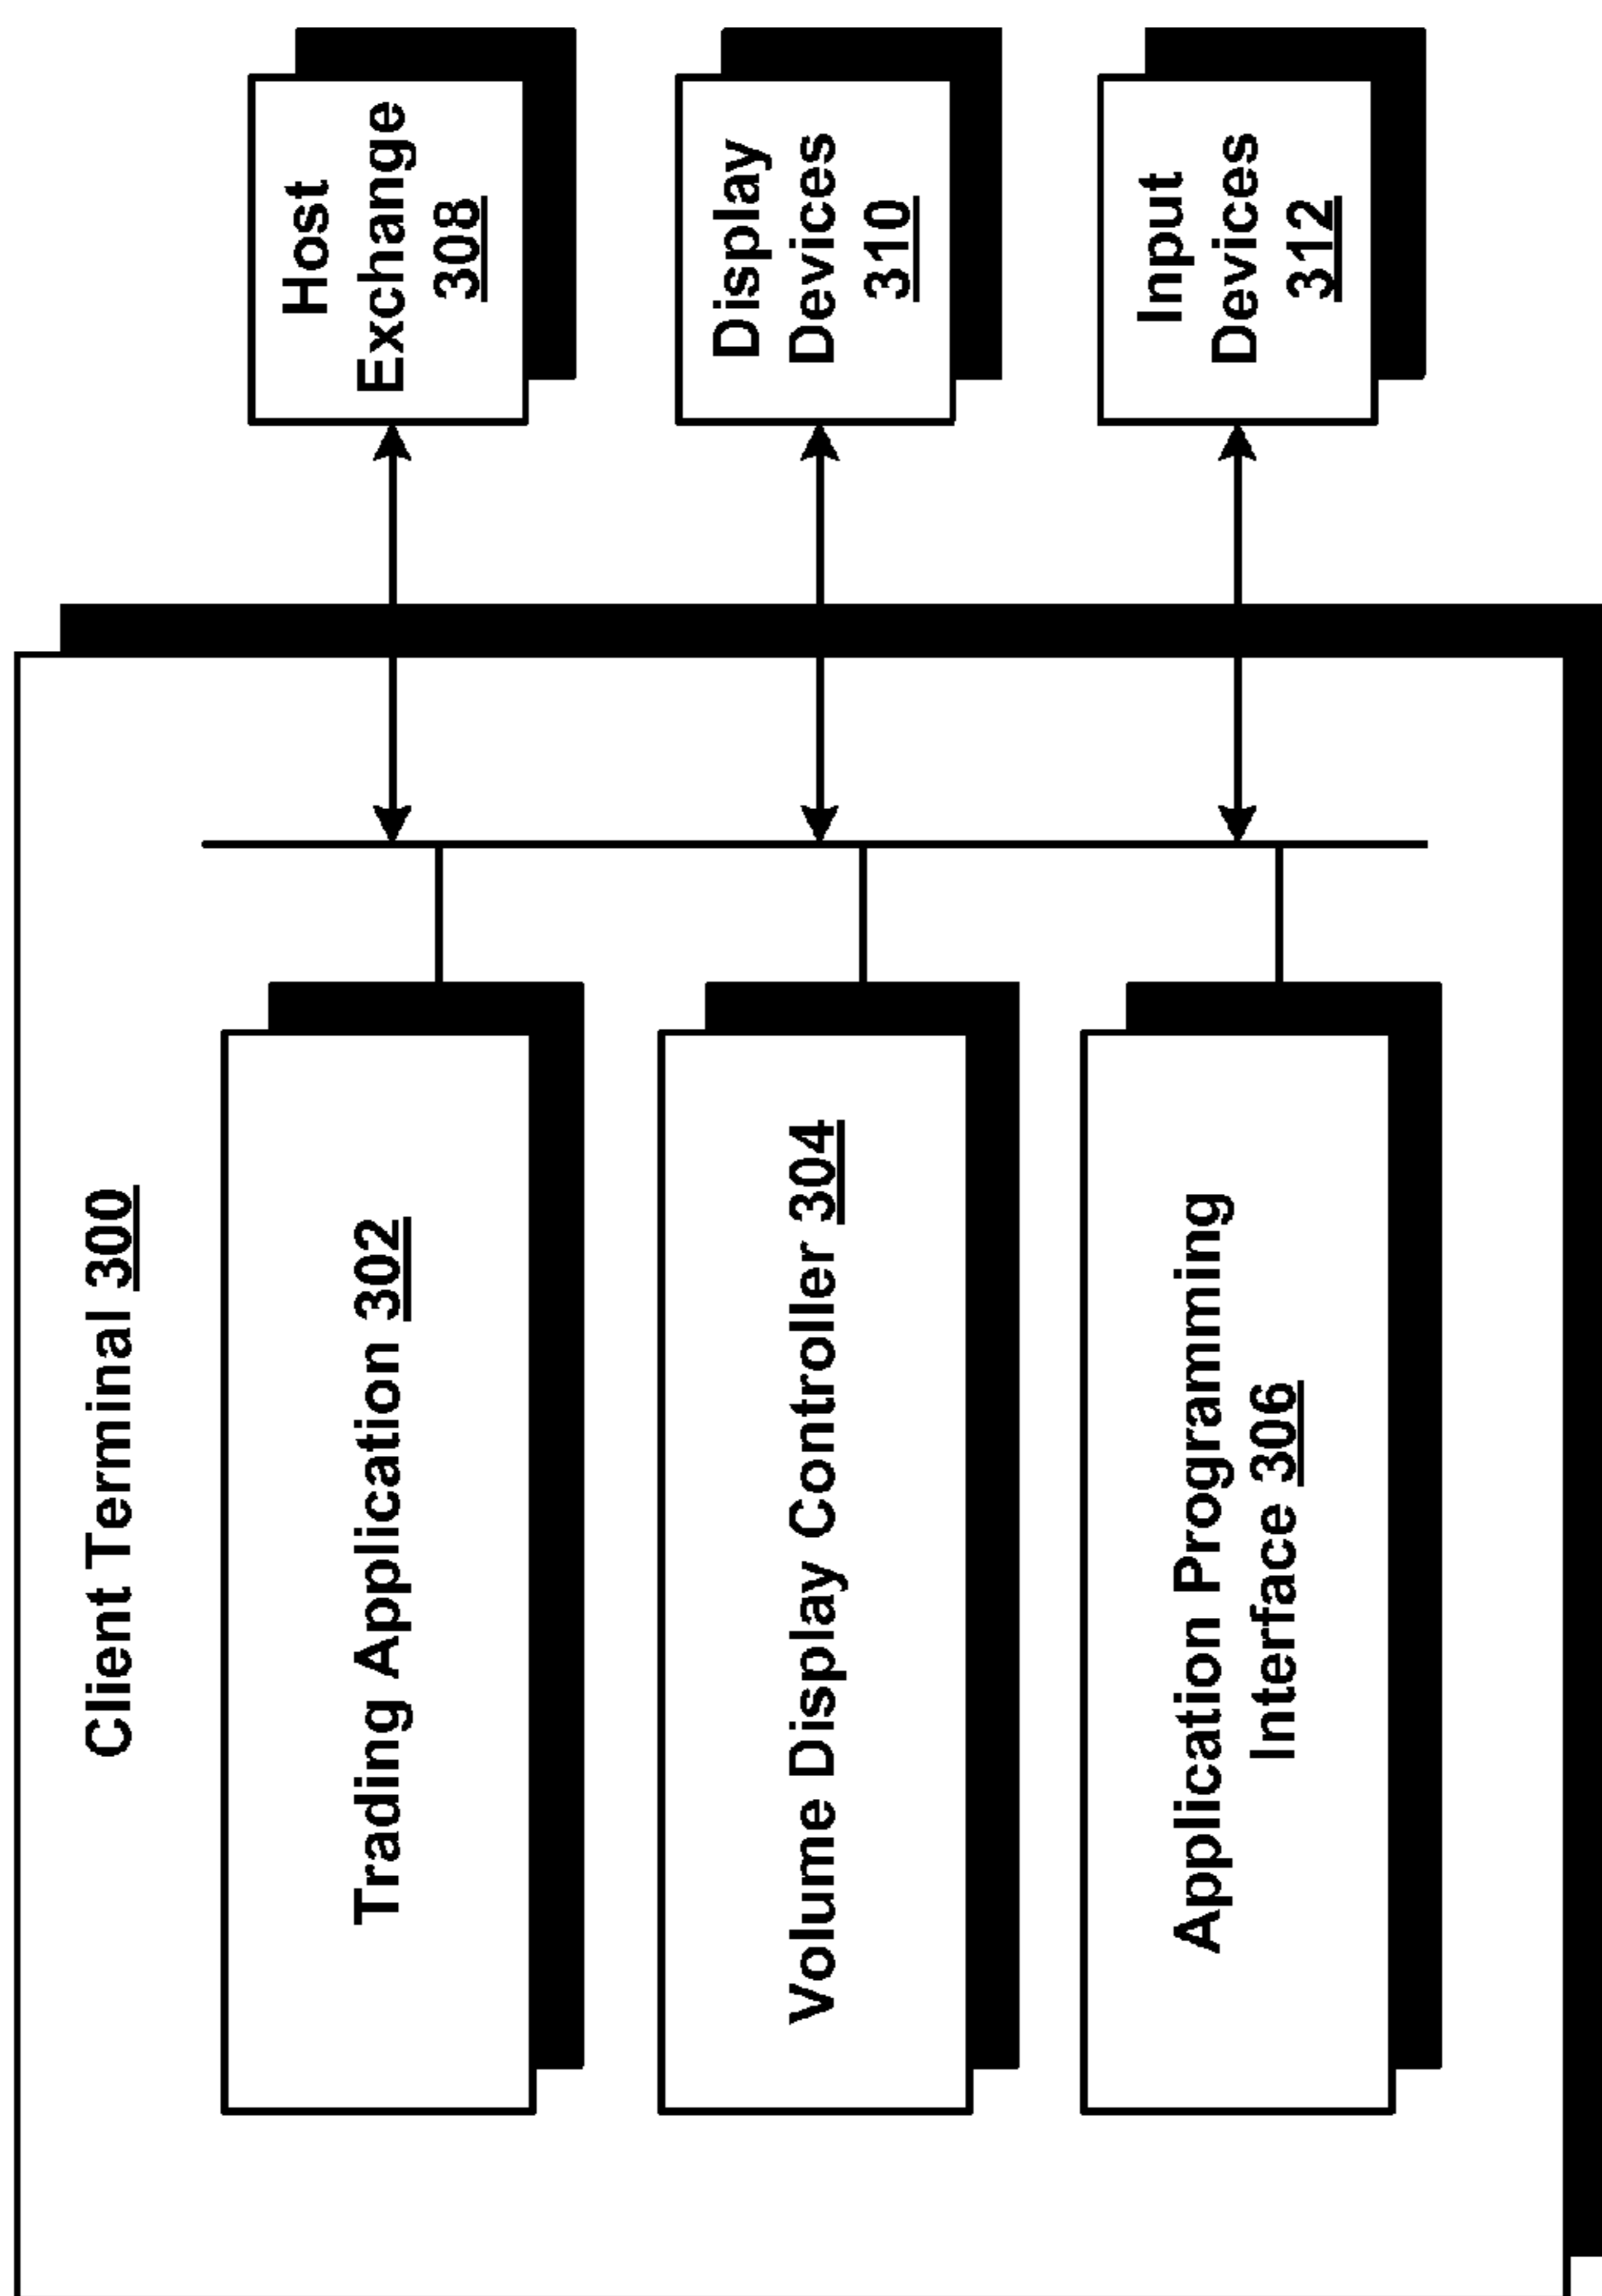 Client Terminal 300
Trading Application 302
Volume Display Controller 304
Application Programming
Interface 306
Host
Exchange
308
Display
Devices
310
Input
Devices
312